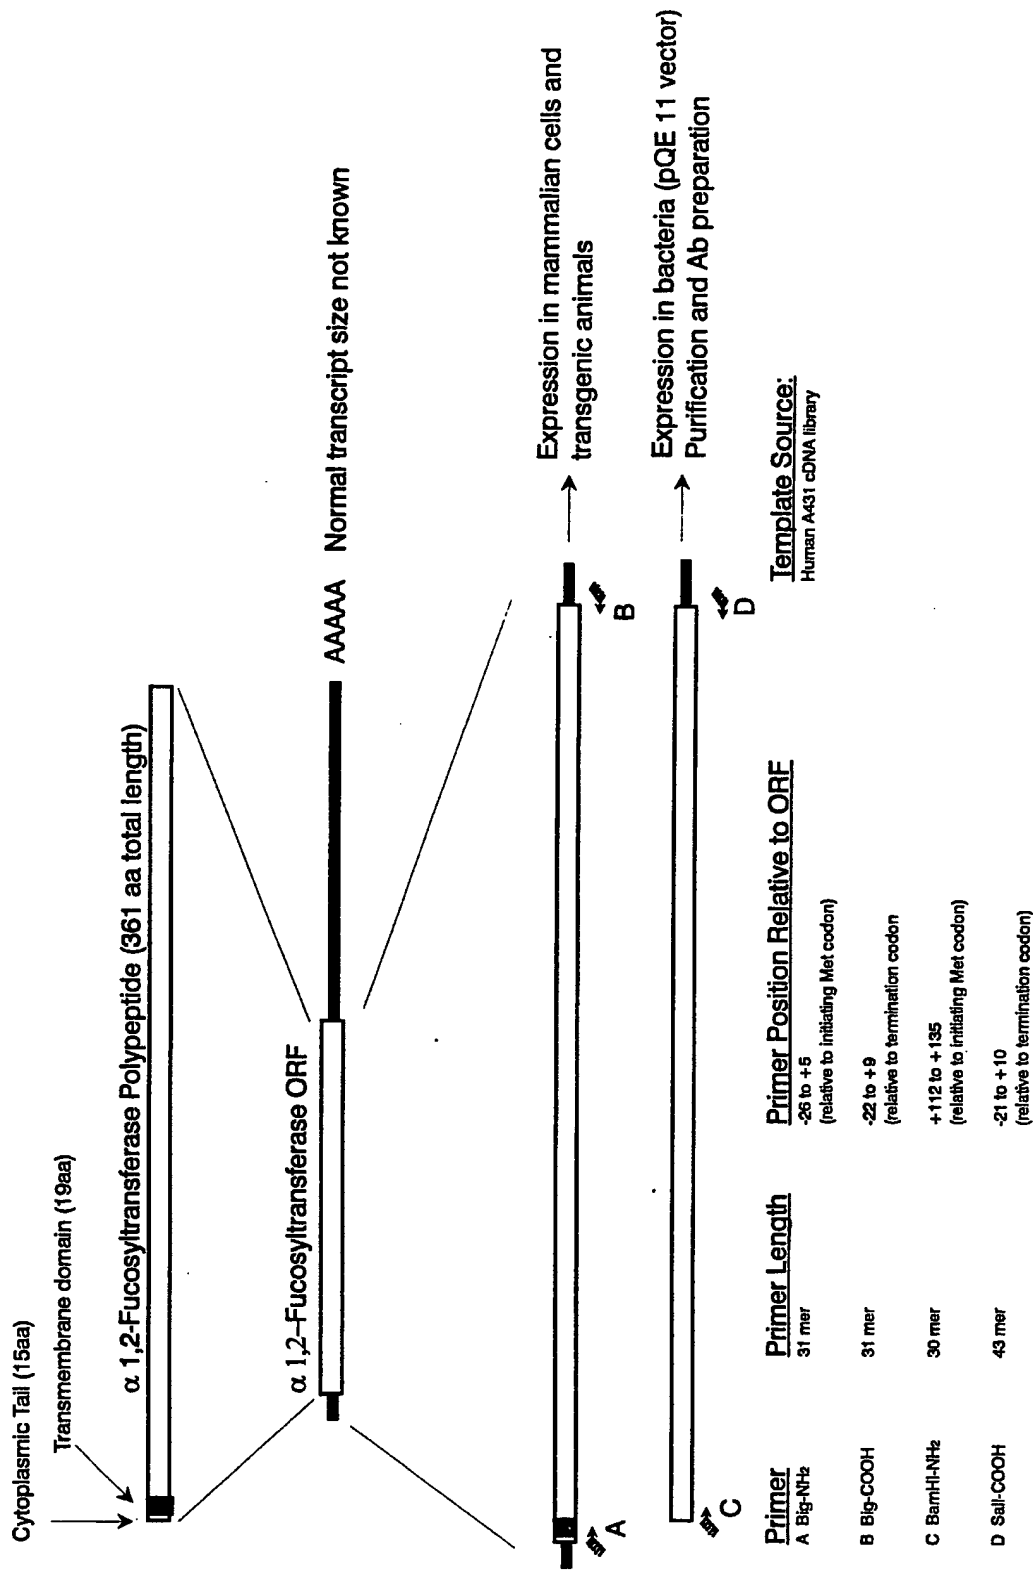 Cytoplasmic Tail (15aa)
Transmembrane domain (19aa)
α 1,2-Fucosyltransferase Polypeptide (361 aa total length)
α 1,2–Fucosyltransferase ORF
AAAAA Normal transcript size not known
A
B
Expression in mammalian cells and
transgenic animals
C
D
Expression in bacteria (pQE 11 vector)
Purification and Ab preparation
Primer
Primer Length
Primer Position Relative to ORF
Template Source:
Human A431 cDNA library
A Big-NH₂
31 mer
-26 to +5
(relative to initiating Met codon)
B Big-COOH
31 mer
-22 to +9
(relative to termination codon
C BamHI-NH₂
30 mer
+112 to +135
(relative to initiating Met codon)
D SalI-COOH
43 mer
-21 to +10
(relative to termination codon)